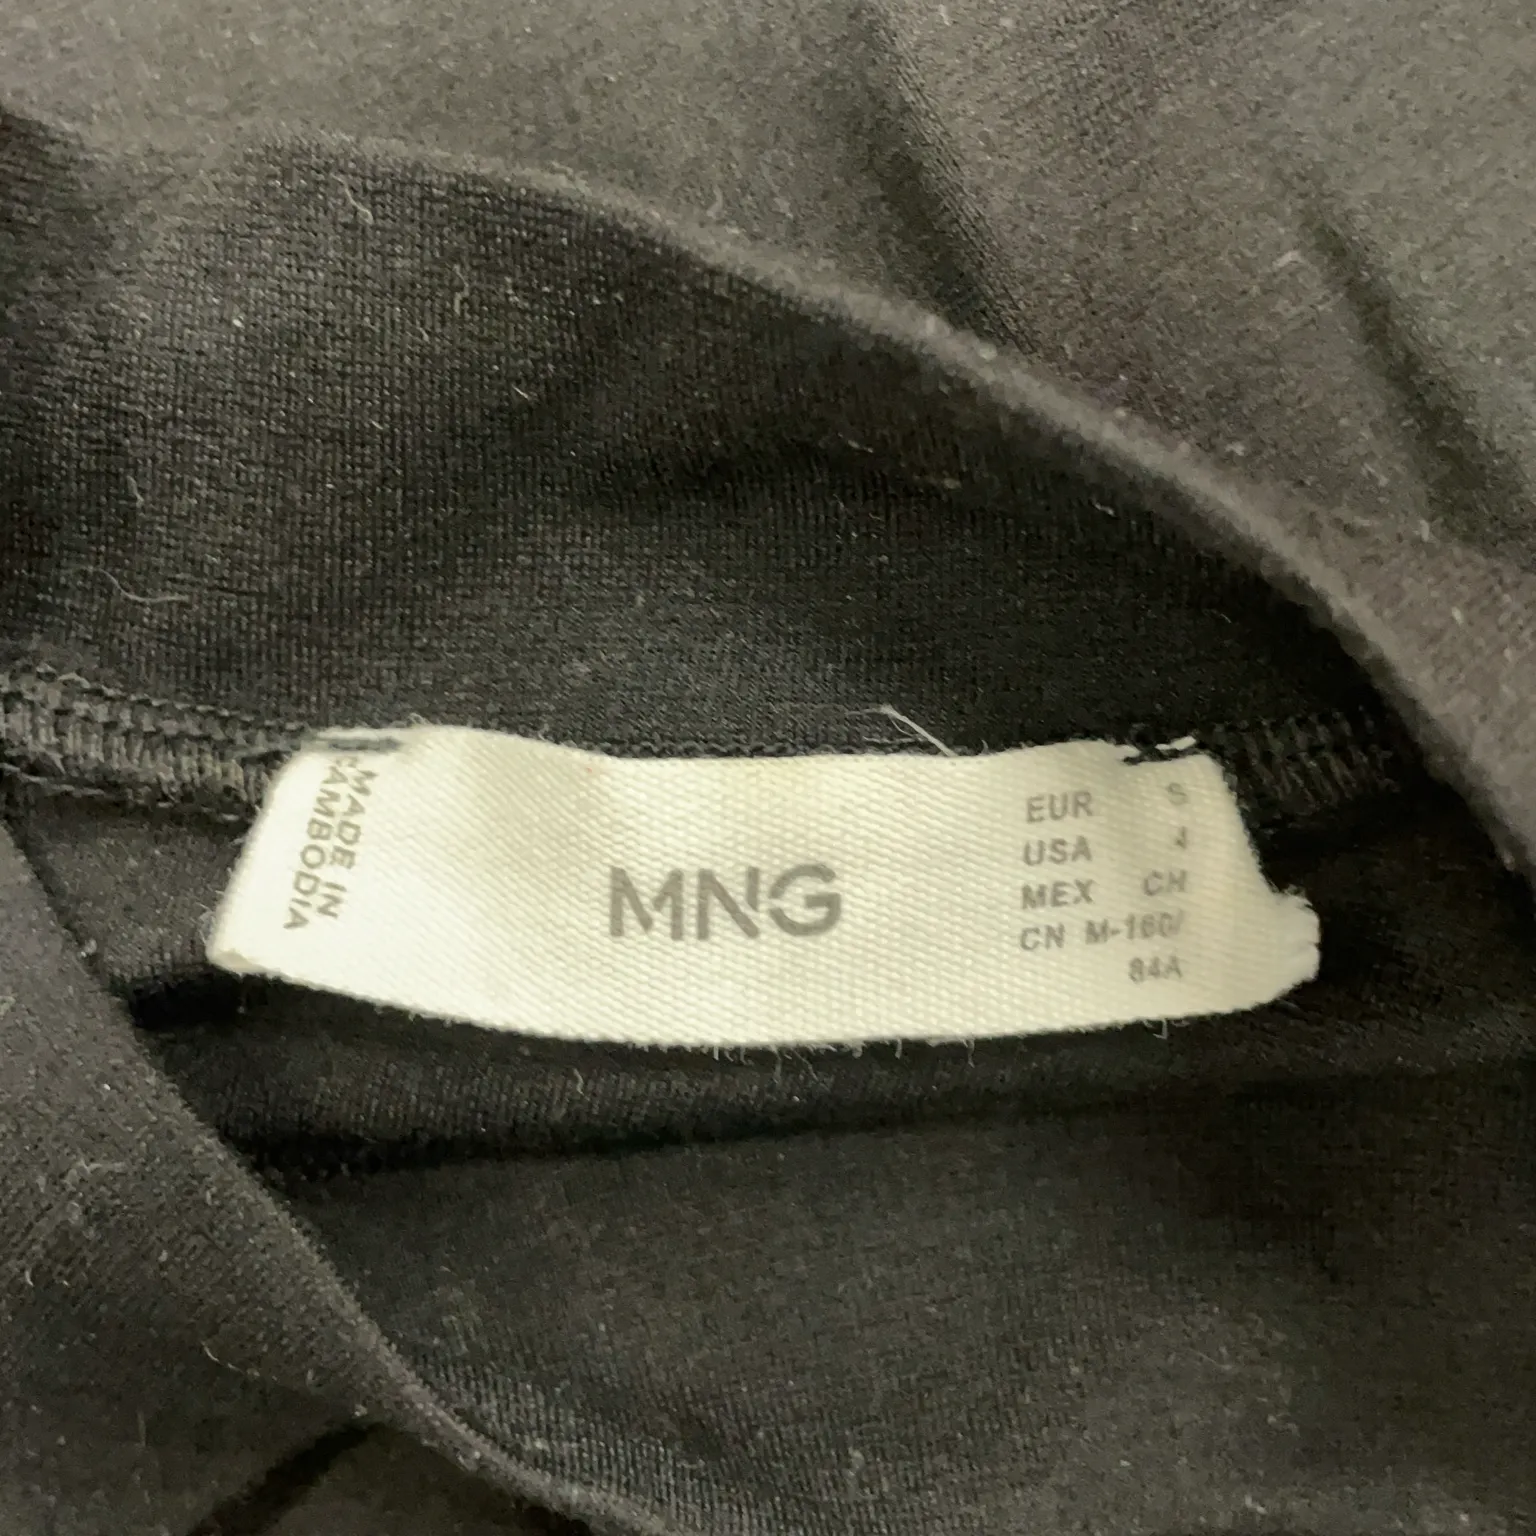 MADE IN
CAMBODIA
MNG
EUR S
USA 4
MEX CH
CN M-160/
84A